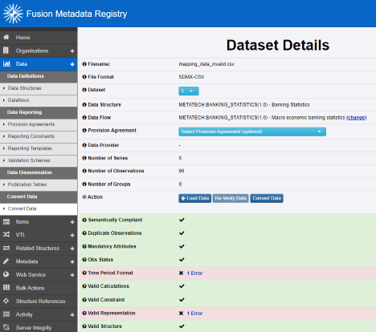 Fusion Metadata Registry
Home
Organisations
Data
Data Definitions
Data Structures
Dataflows
Data Reporting
Provision Agreements
Reporting Constraints
Reporting Templates
Validation Schemes
Data Dissemination
Publication Tables
Convert Data
Convert Data
Items
VTL
Related Structures
Metadata
Web Service
Bulk Actions
Structure References
Activity
Server Integrity
Dataset Details
Filename: mapping_data_invalid.csv
File Format SDMX-CSV
Dataset 1
Data Structure METATECH:BANKING_STATISTICS(1.0) - Banking Statistics
Data Flow METATECH:BANKING_STATISTICS(1.0) - Macro economic banking statistics (change)
Provision Agreement Select Provision Agreement (optional)
Data Provider -
Number of Series 5
Number of Observations 96
Number of Groups 0
Action + Load Data Re-Verify Data Convert Data
Semantically Compliant ✔
Duplicate Observations ✔
Mandatory Attributes ✔
Obs Status ✔
Time Period Format ✖ 1 Error
Valid Calculations ✔
Valid Constraint ✔
Valid Representation ✖ 1 Error
Valid Structure ✔